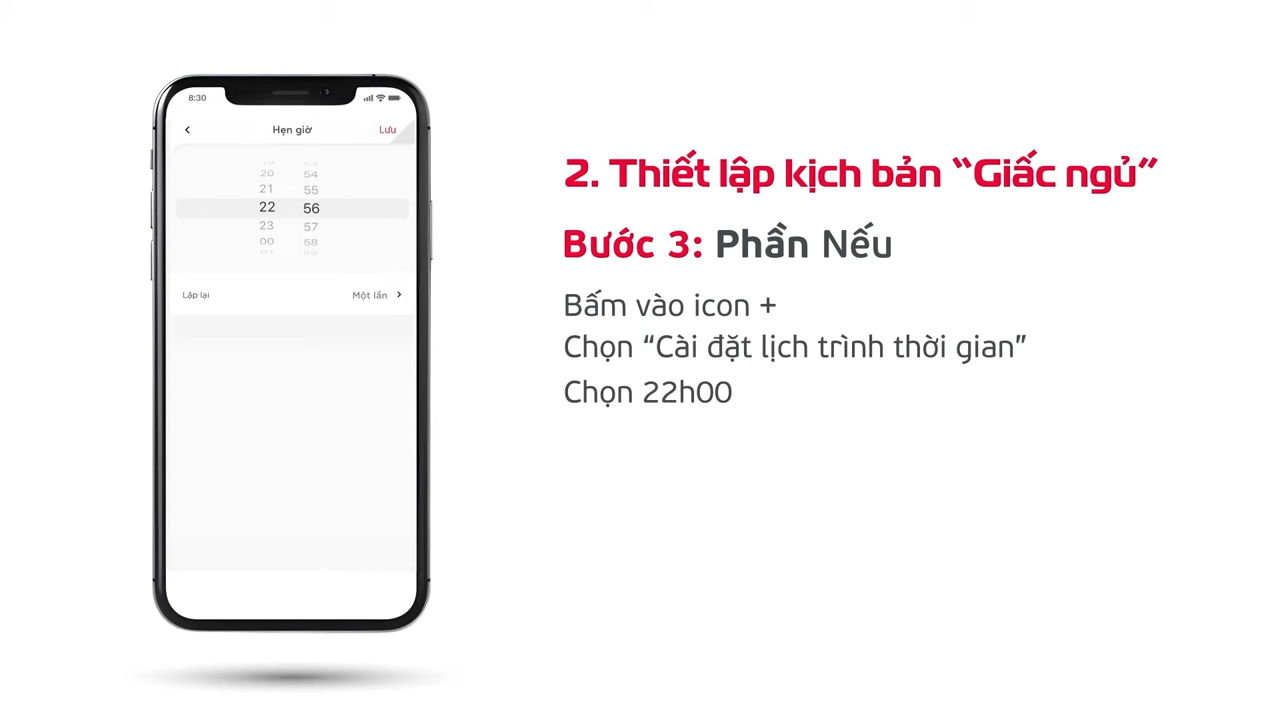 8:30
Hẹn giờ
Lưu
20 54
21 55
22 56
23 57
00 58
Lặp lại
Một lần
2. Thiết lập kịch bản “Giấc ngủ”
Bước 3: Phần Nếu
Bấm vào icon +
Chọn “Cài đặt lịch trình thời gian”
Chọn 22h00